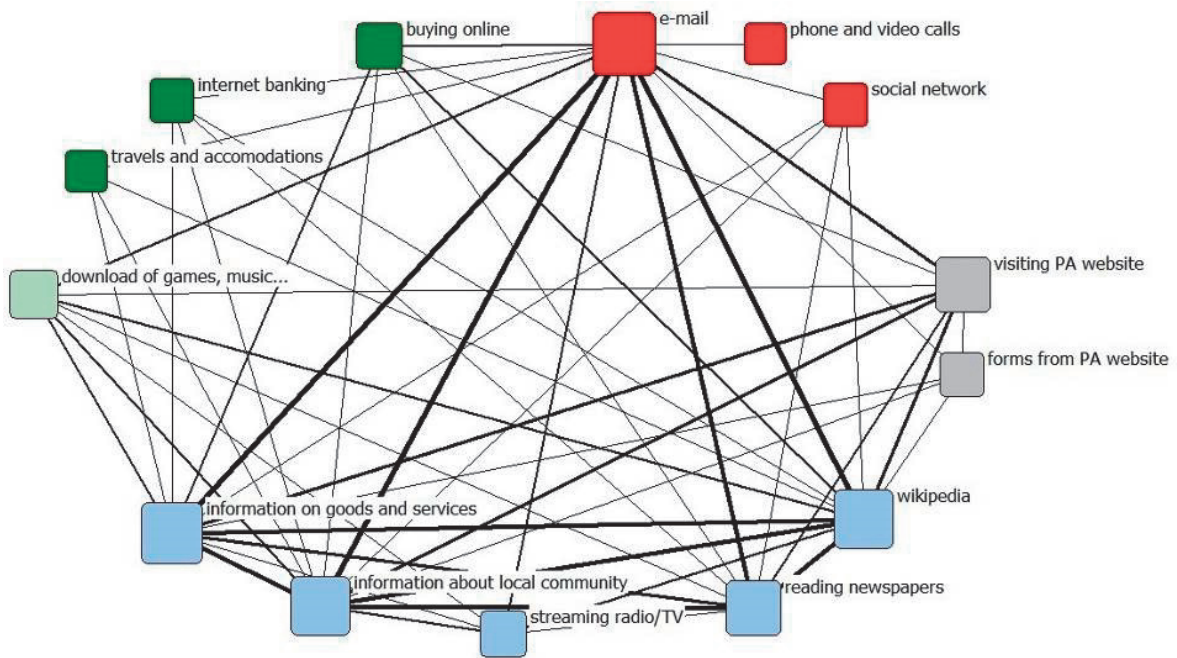 e-mail
buying online
phone and video calls
internet banking
social network
travels and accomodations
visiting PA website
download of games, music...
forms from PA website
wikipedia
information on goods and services
information about local community
reading newspapers
streaming radio/TV